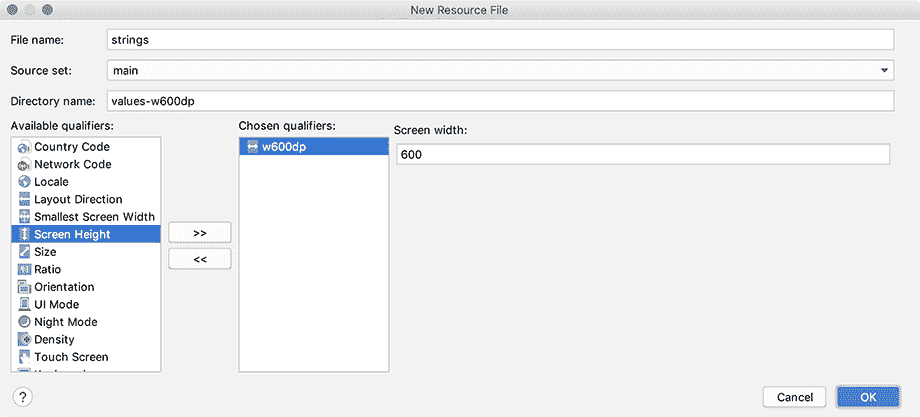 New Resource File
File name: strings
Source set: main
Directory name: values-w600dp
Available qualifiers:
Country Code
Network Code
Locale
Layout Direction
Smallest Screen Width
Screen Height
Size
Ratio
Orientation
UI Mode
Night Mode
Density
Touch Screen
>>
<<
Chosen qualifiers:
w600dp
Screen width:
600
?
Cancel
OK